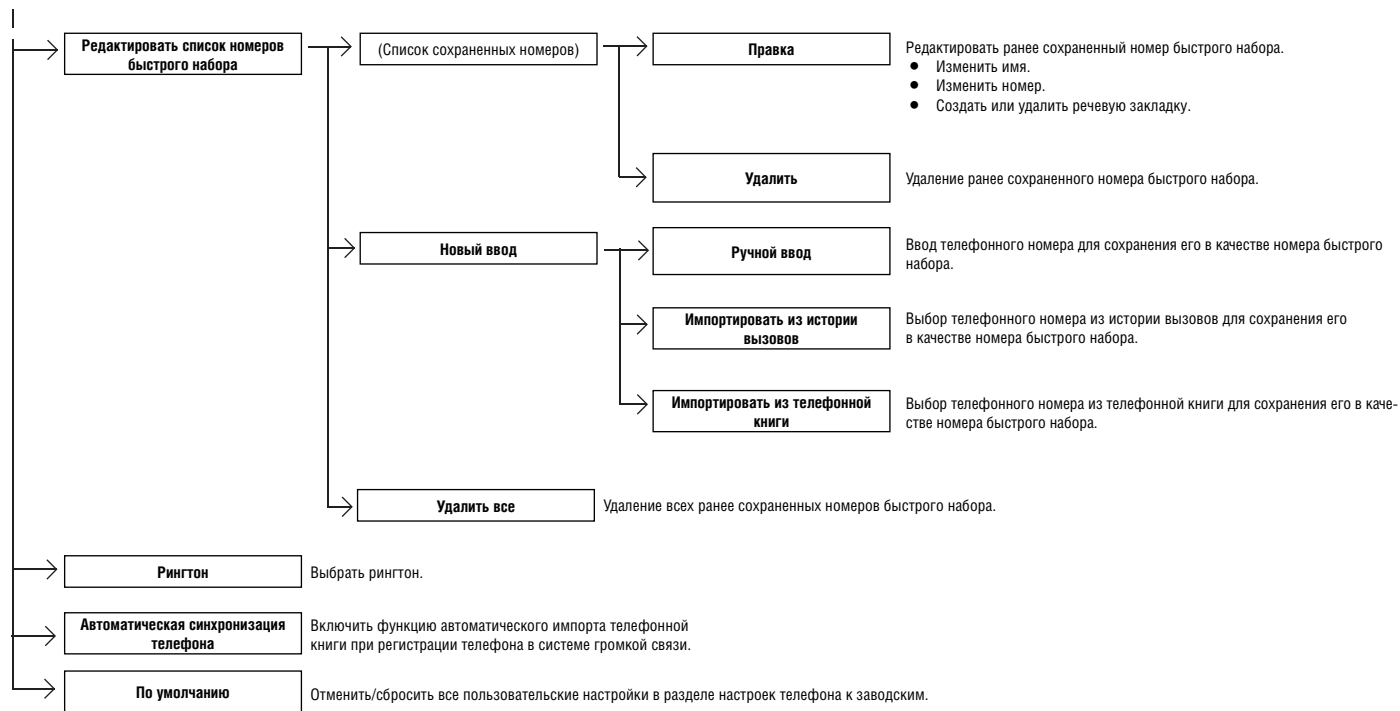 Редактировать список номеров
быстрого набора
(Список сохраненных номеров)
Правка
Редактировать ранее сохраненный номер быстрого набора.
● Изменить имя.
● Изменить номер.
● Создать или удалить речевую закладку.
Удалить
Удаление ранее сохраненного номера быстрого набора.
Новый ввод
Ручной ввод
Ввод телефонного номера для сохранения его в качестве номера быстрого
набора.
Импортировать из истории
вызовов
Выбор телефонного номера из истории вызовов для сохранения его
в качестве номера быстрого набора.
Импортировать из телефонной
книги
Выбор телефонного номера из телефонной книги для сохранения его в каче-
стве номера быстрого набора.
Удалить все
Удаление всех ранее сохраненных номеров быстрого набора.
Рингтон
Выбрать рингтон.
Автоматическая синхронизация
телефона
Включить функцию автоматического импорта телефонной
книги при регистрации телефона в системе громкой связи.
По умолчанию
Отменить/сбросить все пользовательские настройки в разделе настроек телефона к заводским.